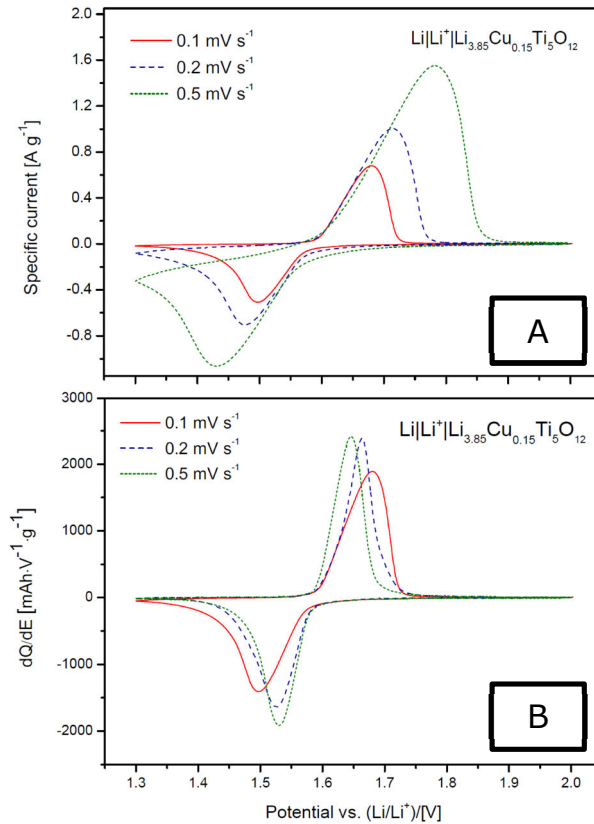 0.1 mV s⁻¹
0.2 mV s⁻¹
0.5 mV s⁻¹
Li|Li⁺|Li₃.₈₅Cu₀.₁₅Ti₅O₁₂
Specific current [A g⁻¹]
1.6
1.2
0.8
0.4
0.0
-0.4
-0.8
A
0.1 mV s⁻¹
0.2 mV s⁻¹
0.5 mV s⁻¹
Li|Li⁺|Li₃.₈₅Cu₀.₁₅Ti₅O₁₂
dQ/dE [mAh·V⁻¹·g⁻¹]
3000
2000
1000
0
-1000
-2000
B
1.3 1.4 1.5 1.6 1.7 1.8 1.9 2.0
Potential vs. (Li/Li⁺)/[V]